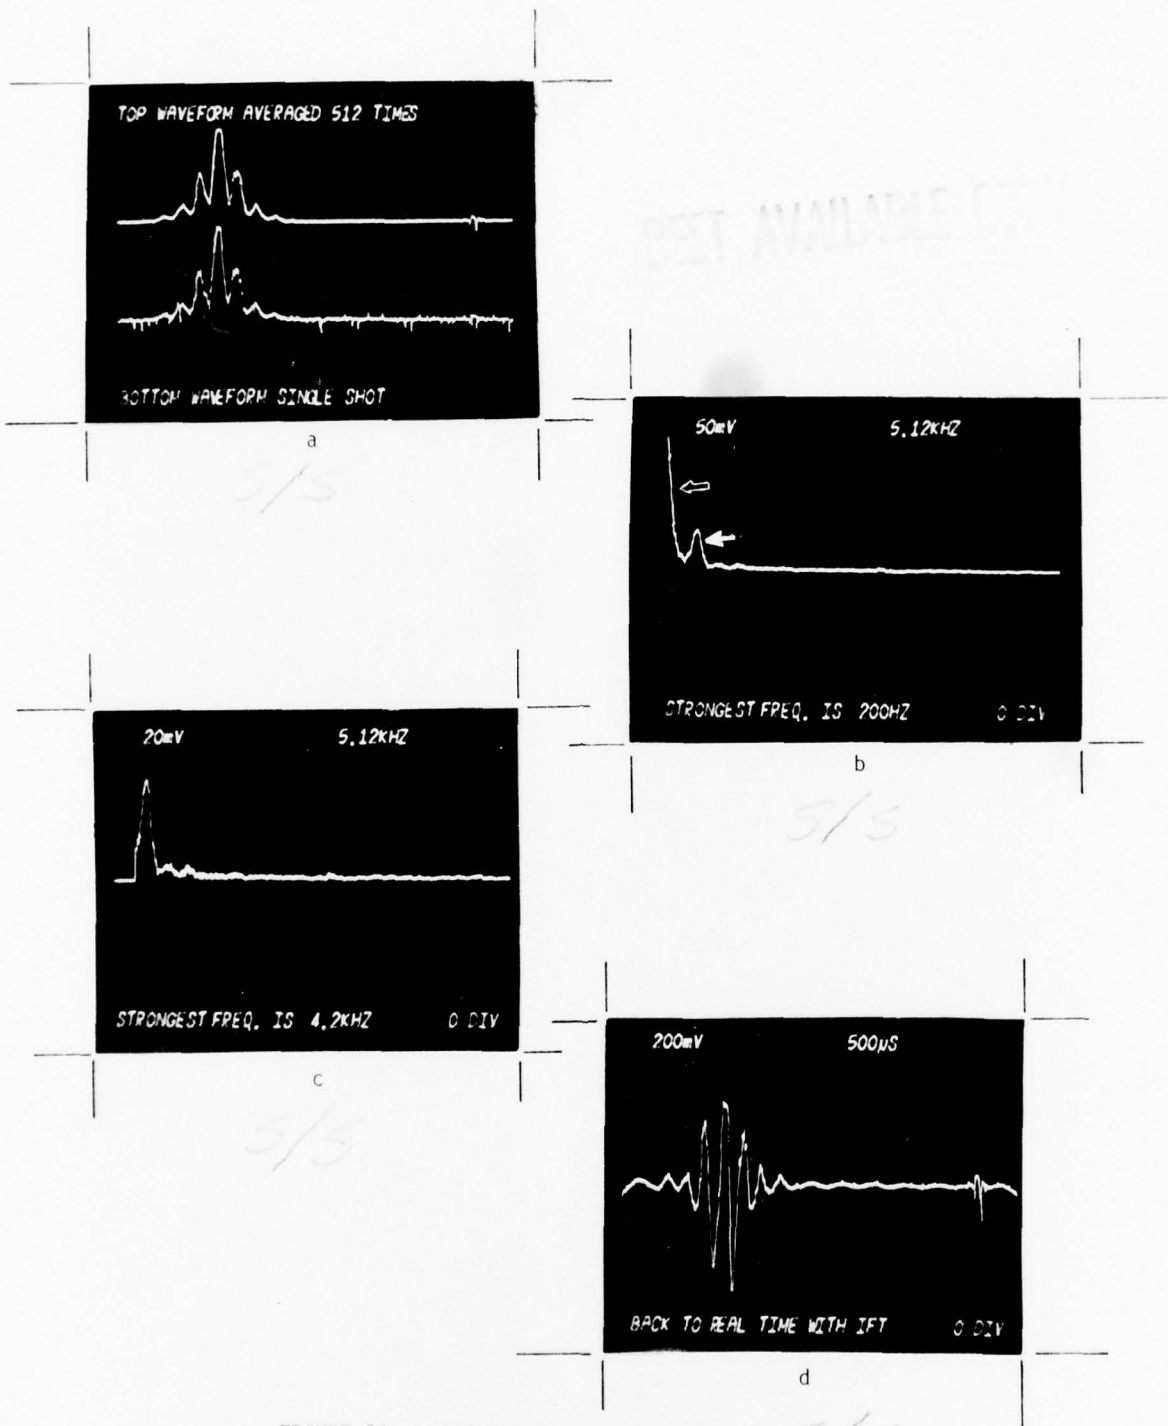 TOP WAVEFORM AVERAGED 512 TIMES
BOTTOM WAVEFORM SINGLE SHOT
a
S/S
50mV 5.12KHZ
STRONGEST FREQ. IS 200HZ 0 DIV
b
S/S
20mV 5.12KHZ
STRONGEST FREQ. IS 4.2KHZ 0 DIV
c
S/S
200mV 500µS
BACK TO REAL TIME WITH IFT 0 DIV
d
BEST AVAILABLE